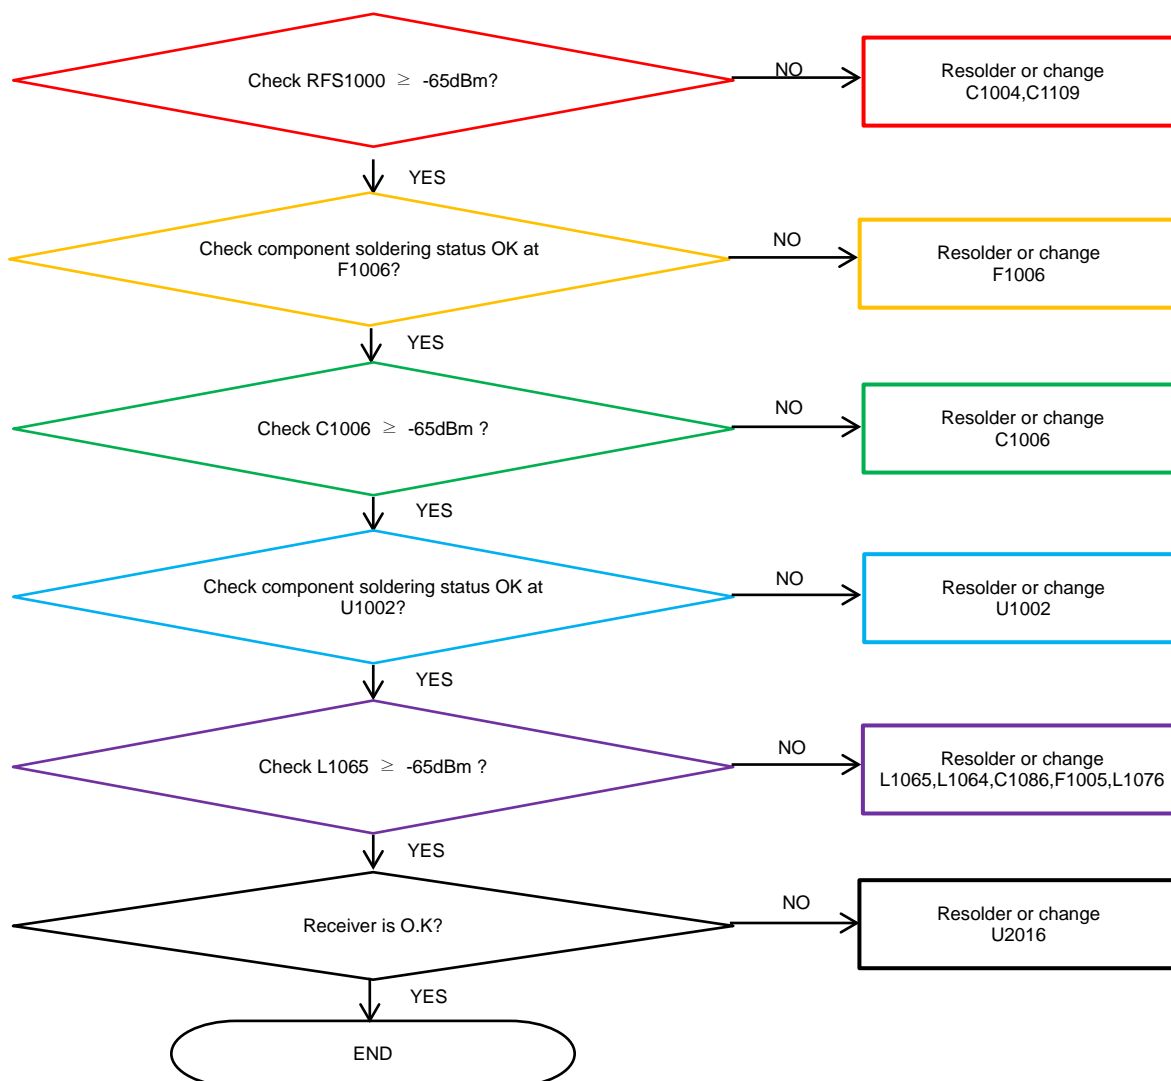 Check RFS1000 ≥ -65dBm?
NO
Resolder or change
C1004,C1109
YES
Check component soldering status OK at
F1006?
NO
Resolder or change
F1006
YES
Check C1006 ≥ -65dBm ?
NO
Resolder or change
C1006
YES
Check component soldering status OK at
U1002?
NO
Resolder or change
U1002
YES
Check L1065 ≥ -65dBm ?
NO
Resolder or change
L1065,L1064,C1086,F1005,L1076
YES
Receiver is O.K?
NO
Resolder or change
U2016
YES
END